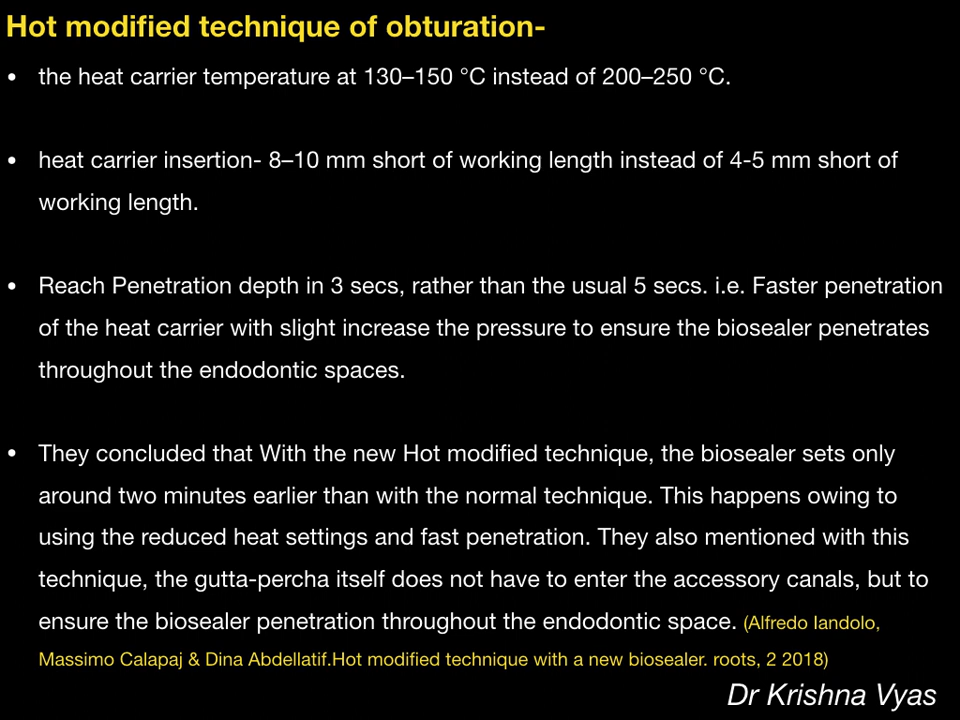 Hot modified technique of obturation-
• the heat carrier temperature at 130–150 °C instead of 200–250 °C.
• heat carrier insertion- 8–10 mm short of working length instead of 4-5 mm short of
working length.
• Reach Penetration depth in 3 secs, rather than the usual 5 secs. i.e. Faster penetration
of the heat carrier with slight increase the pressure to ensure the biosealer penetrates
throughout the endodontic spaces.
• They concluded that With the new Hot modified technique, the biosealer sets only
around two minutes earlier than with the normal technique. This happens owing to
using the reduced heat settings and fast penetration. They also mentioned with this
technique, the gutta-percha itself does not have to enter the accessory canals, but to
ensure the biosealer penetration throughout the endodontic space. (Alfredo Iandolo,
Massimo Calapaj & Dina Abdellatif.Hot modified technique with a new biosealer. roots, 2 2018)
Dr Krishna Vyas